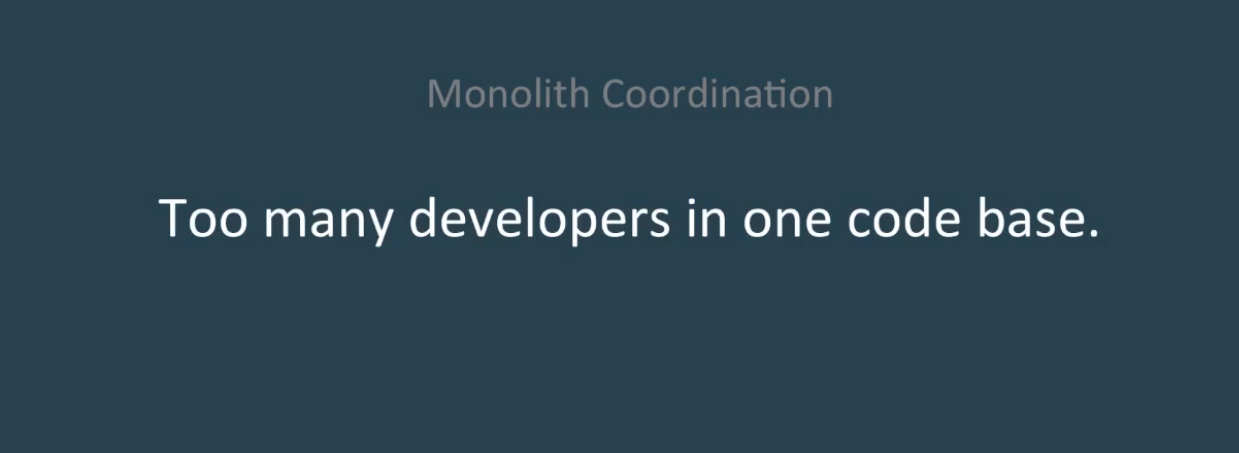 Monolith Coordination
Too many developers in one code base.